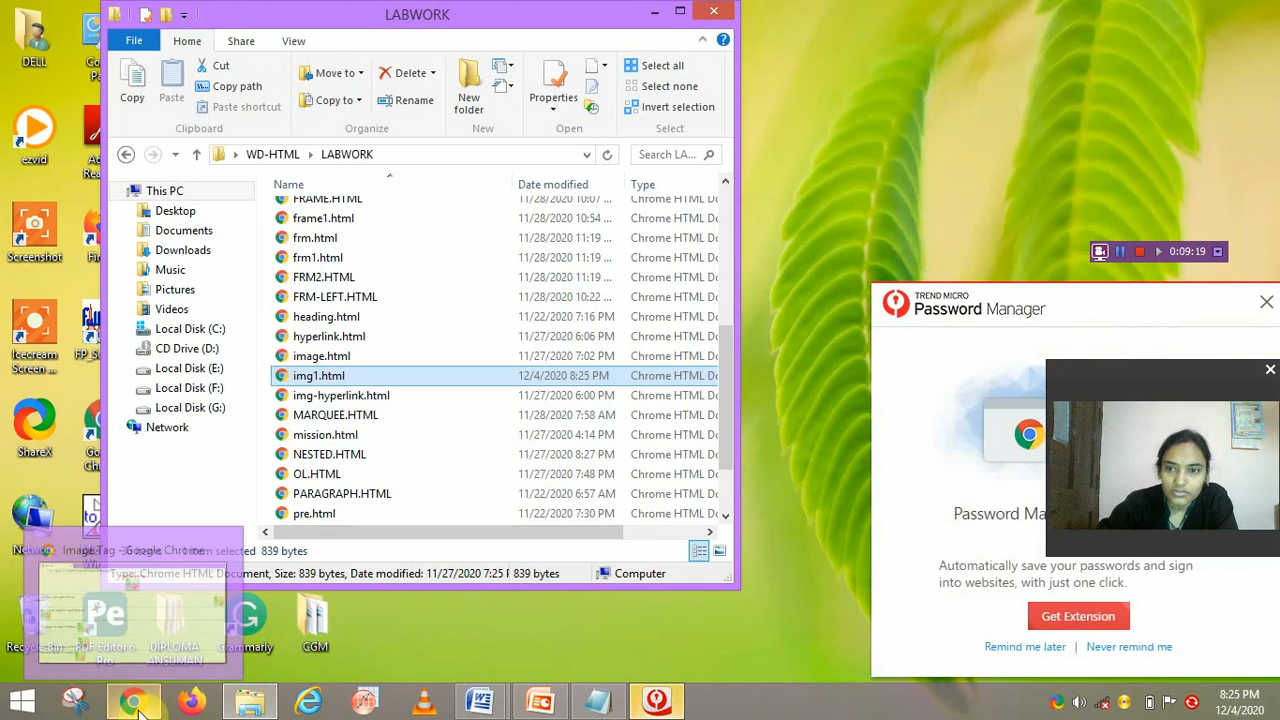 LABWORK
File
Home
Share
View
Copy
Paste
Cut
Copy path
Paste shortcut
Clipboard
Move to
Copy to
Delete
Rename
Organize
New folder
New
Properties
Open
Select all
Select none
Invert selection
Select
WD-HTML LABWORK
Search LA...
Name Date modified Type
This PC
Desktop
Documents
Downloads
Music
Pictures
Videos
Local Disk (C:)
CD Drive (D:)
Local Disk (E:)
Local Disk (F:)
Local Disk (G:)
Network
FRAME.HTML 11/28/2020 10:07 ... Chrome HTML Do
frame1.html 11/28/2020 10:54 ... Chrome HTML Do
frm.html 11/28/2020 11:19 ... Chrome HTML Do
frm1.html 11/28/2020 11:19 ... Chrome HTML Do
FRM2.HTML 11/28/2020 11:19 ... Chrome HTML Do
FRM-LEFT.HTML 11/28/2020 10:22 ... Chrome HTML Do
heading.html 11/22/2020 7:16 PM Chrome HTML Do
hyperlink.html 11/27/2020 6:06 PM Chrome HTML Do
image.html 11/27/2020 7:02 PM Chrome HTML Do
img1.html 12/4/2020 8:25 PM Chrome HTML Do
img-hyperlink.html 11/27/2020 6:00 PM Chrome HTML Do
MARQUEE.HTML 11/28/2020 7:58 AM Chrome HTML Do
mission.html 11/27/2020 4:14 PM Chrome HTML Do
NESTED.HTML 11/27/2020 8:27 PM Chrome HTML Do
OL.HTML 11/27/2020 7:48 PM Chrome HTML Do
PARAGRAPH.HTML 11/22/2020 6:57 AM Chrome HTML Do
pre.html 11/22/2020 7:30 PM Chrome HTML Do
item selected 839 bytes
Type: Chrome HTML Document, Size: 839 bytes, Date modified: 11/27/2020 7:25 P 839 bytes
Computer
Image Tag - Google Chrome
DELL
ezvid
Screenshot
Icecream
Screen ...
ShareX
Recycle Bin
PDF Editor 6
Pro
DIPLOMA
ANSUMAN
Grammarly
CGM
0:09:19
TREND MICRO
Password Manager
Password Ma
Automatically save your passwords and sign
into websites, with just one click.
Get Extension
Remind me later | Never remind me
8:25 PM
12/4/2020